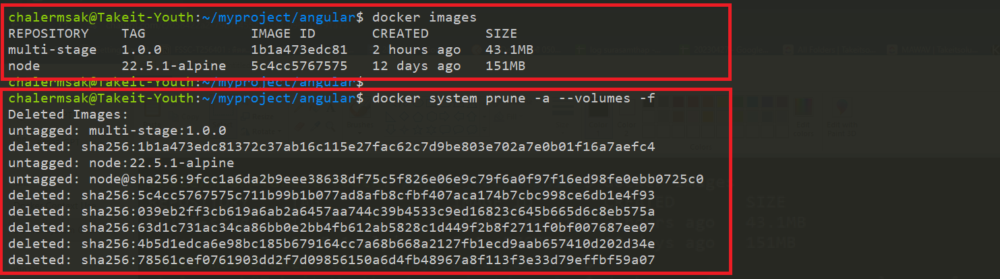 chalermsak@Takeit-Youth:~/myproject/angular$ docker images
REPOSITORY    TAG             IMAGE ID       CREATED       SIZE
multi-stage   1.0.0           1b1a473edc81   2 hours ago   43.1MB
node          22.5.1-alpine   5c4cc5767575   12 days ago   151MB
chalermsak@Takeit-Youth:~/myproject/angular$
chalermsak@Takeit-Youth:~/myproject/angular$ docker system prune -a --volumes -f
Deleted Images:
untagged: multi-stage:1.0.0
deleted: sha256:1b1a473edc81372c37ab16c115e27fac62c7d9be803e702a7e0b01f16a7aefc4
untagged: node:22.5.1-alpine
untagged: node@sha256:9fcc1a6da2b9eee38638df75c5f826e06e9c79f6a0f97f16ed98fe0ebb0725c0
deleted: sha256:5c4cc5767575c711b99b1b077ad8afb8cfbf407aca174b7cbc998ce6db1e4f93
deleted: sha256:039eb2ff3cb619a6ab2a6457aa744c39b4533c9ed16823c645b665d6c8eb575a
deleted: sha256:63d1c731ac34ca86bb0e2bb4fb612ab5828c1d449f2b8f2711f0bf007687ee07
deleted: sha256:4b5d1edca6e98bc185b679164cc7a68b668a2127fb1ecd9aab657410d202d34e
deleted: sha256:78561cef0761903dd2f7d09856150a6d4fb48967a8f113f3e33d79effbf59a07
SIZE
43.1MB
151MB